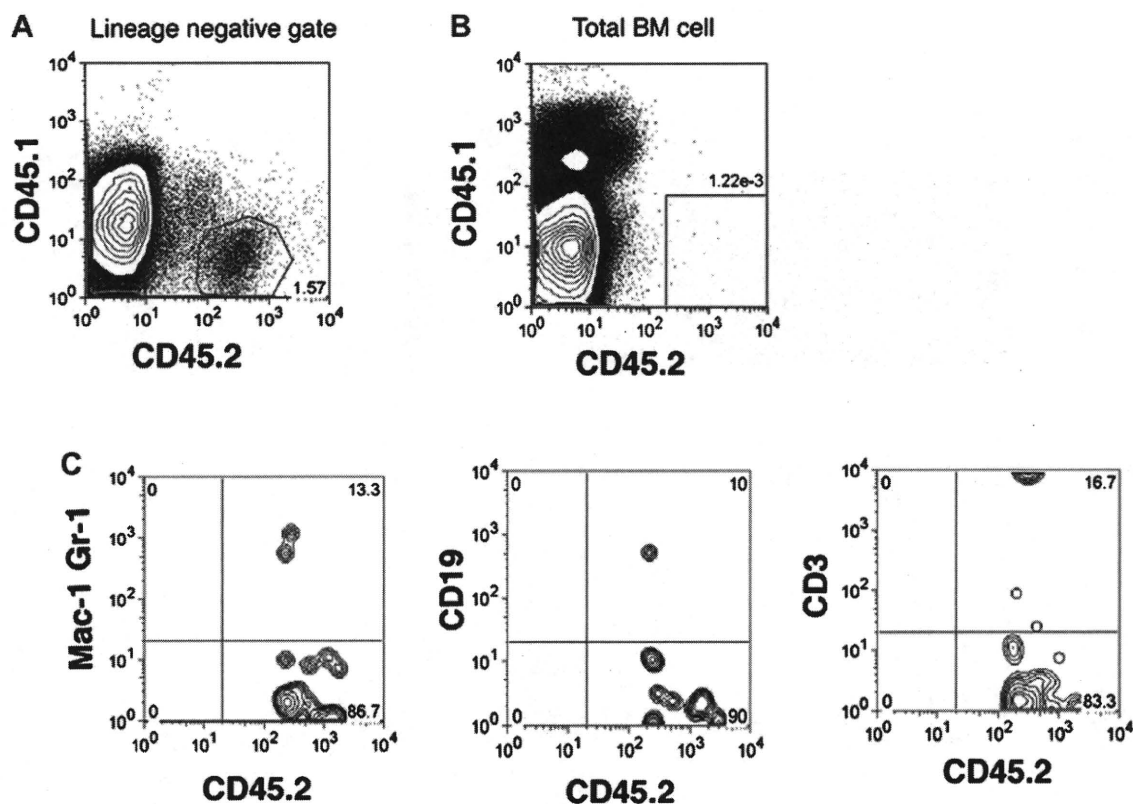 A Lineage negative gate
B Total BM cell
CD45.1
10⁴
10³
10²
10¹
10⁰
1.57
10⁰ 10¹ 10² 10³ 10⁴
CD45.2
CD45.1
10⁴
10³
10²
10¹
10⁰
1.22e-3
10⁰ 10¹ 10² 10³ 10⁴
CD45.2
C
Mac-1 Gr-1
10⁴
10³
10²
10¹
10⁰
0 13.3
0 86.7
10⁰ 10¹ 10² 10³ 10⁴
CD45.2
CD19
10⁴
10³
10²
10¹
10⁰
0 10
0 90
10⁰ 10¹ 10² 10³ 10⁴
CD45.2
CD3
10⁴
10³
10²
10¹
10⁰
0 16.7
0 83.3
10⁰ 10¹ 10² 10³ 10⁴
CD45.2